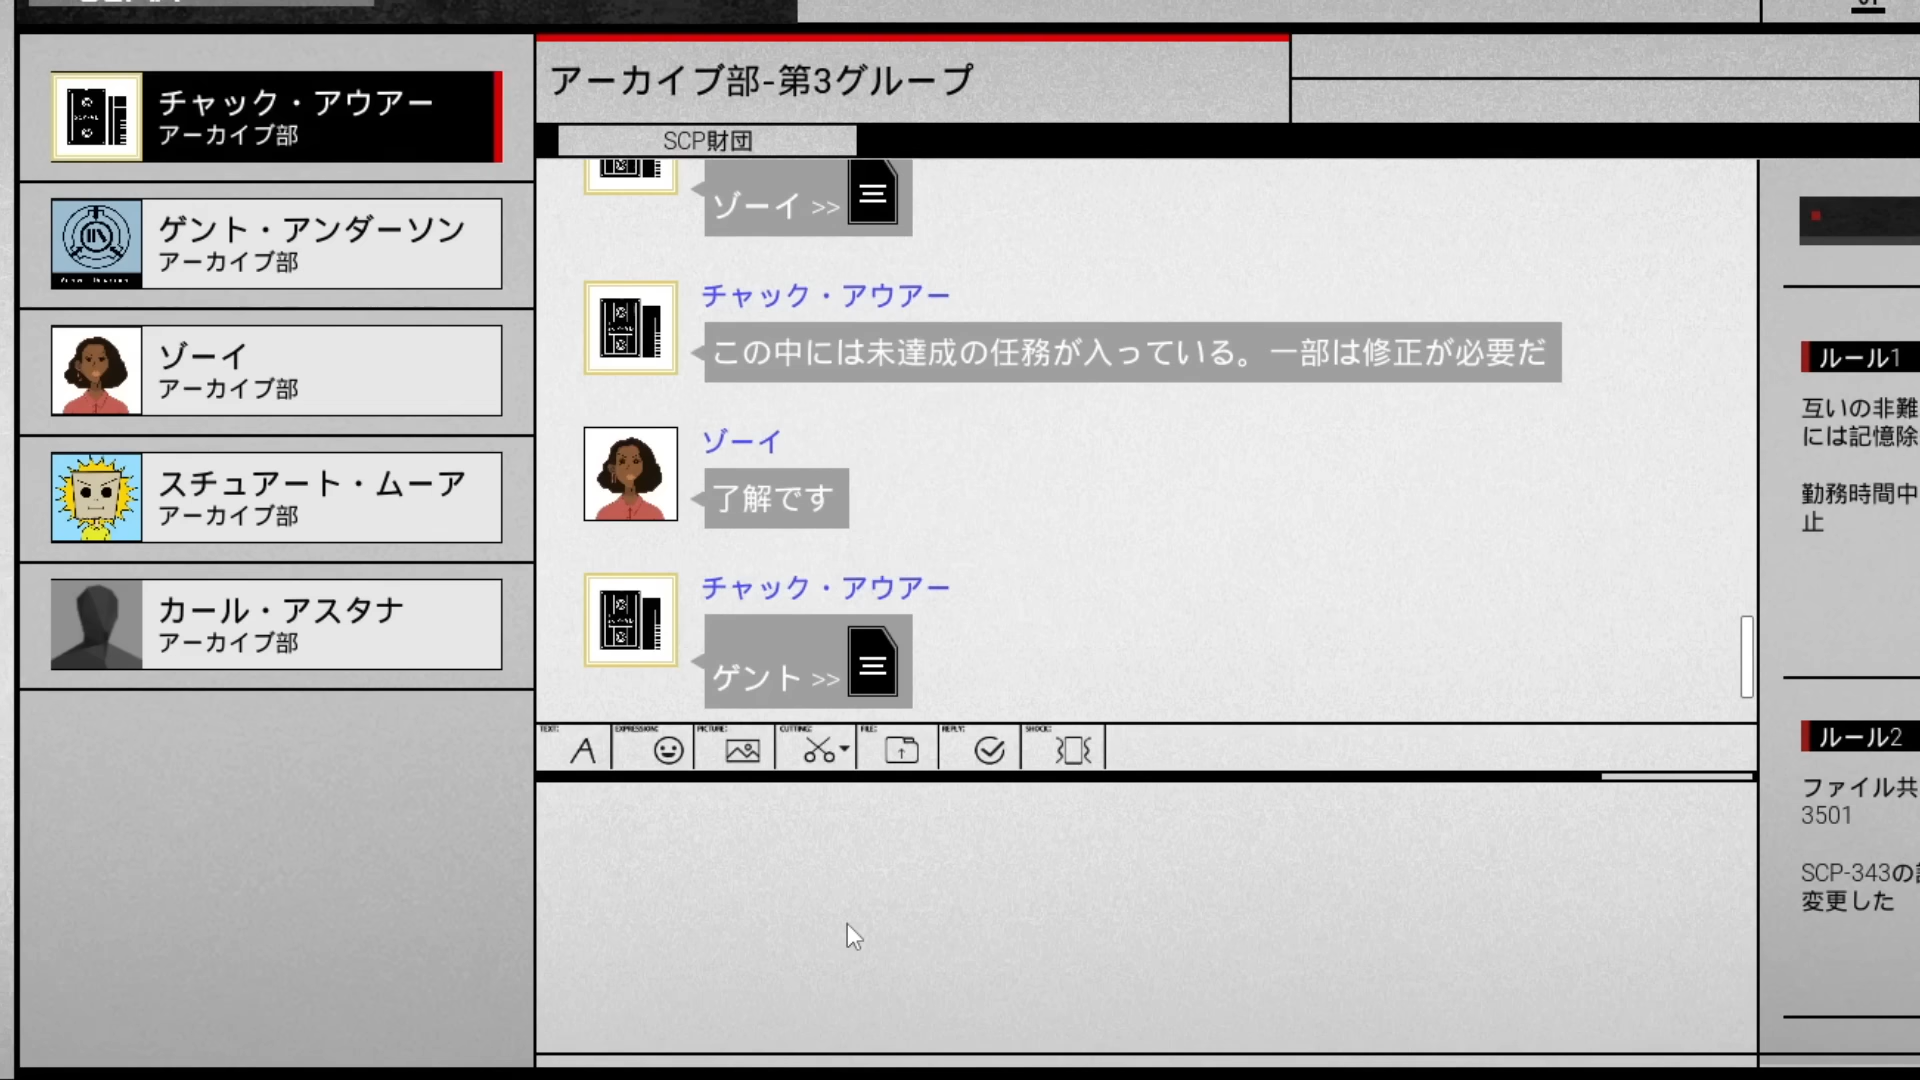 チャック・アウアー
アーカイブ部
ゲント・アンダーソン
アーカイブ部
ゾーイ
アーカイブ部
スチュアート・ムーア
アーカイブ部
カール・アスタナ
アーカイブ部
アーカイブ部-第3グループ
SCP財団
ゾーイ >>
チャック・アウアー
この中には未達成の任務が入っている。一部は修正が必要だ
ゾーイ
了解です
チャック・アウアー
ゲント >>
TEXT:
EXPRESSION:
PICTURE:
CUTTING:
FILE:
REPLY:
SHOCK:
ルール1
互いの非難
には記憶除
勤務時間中
止
ルール2
ファイル共
3501
SCP-343の
変更した